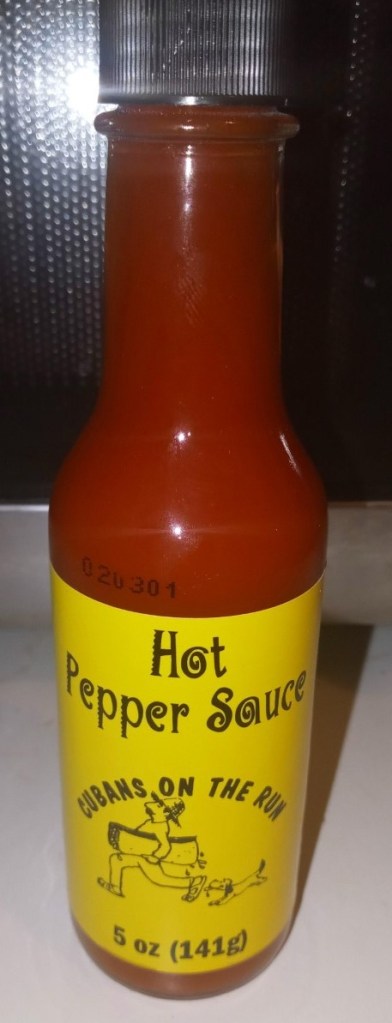 020301
Hot
Pepper Sauce
CUBANS ON THE RUN
5 oz (141g)